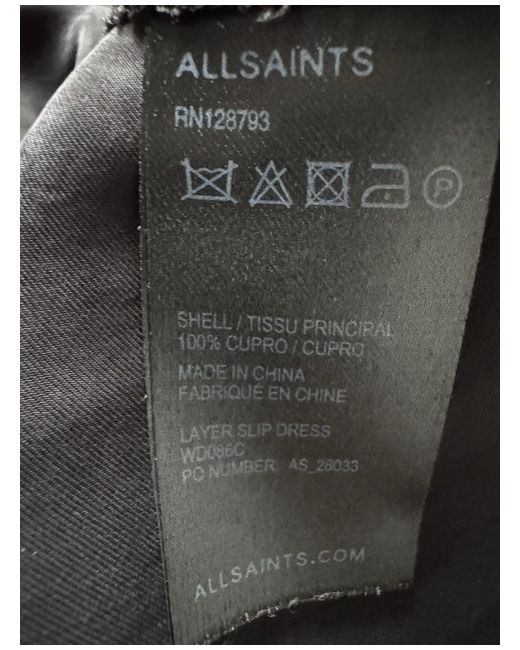 ALLSAINTS
RN128793
P
SHELL / TISSU PRINCIPAL
100% CUPRO / CUPRO
MADE IN CHINA
FABRIQUÉ EN CHINE
LAYER SLIP DRESS
WD086C
PO NUMBER AS_26033
ALLSAINTS.COM